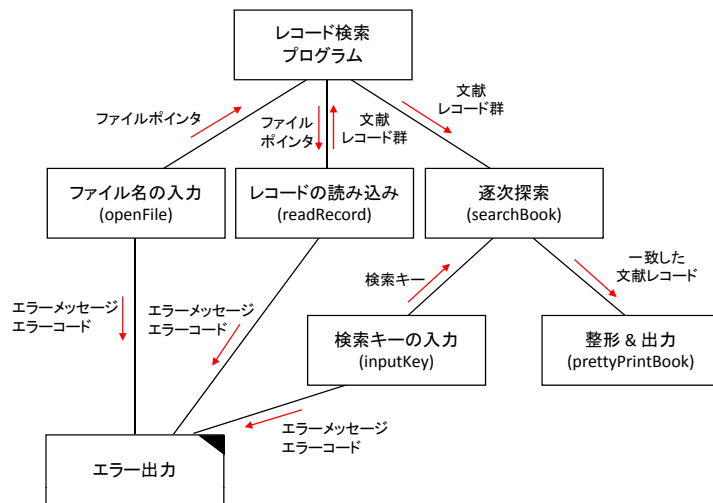 レコード検索
プログラム
ファイルポインタ
ファイル
ポインタ
文献
レコード群
文献
レコード群
ファイル名の入力
(openFile)
レコードの読み込み
(readRecord)
逐次探索
(searchBook)
検索キー
一致した
文献レコード
エラーメッセージ
エラーコード
エラーメッセージ
エラーコード
検索キーの入力
(inputKey)
整形 & 出力
(prettyPrintBook)
エラーメッセージ
エラーコード
エラー出力